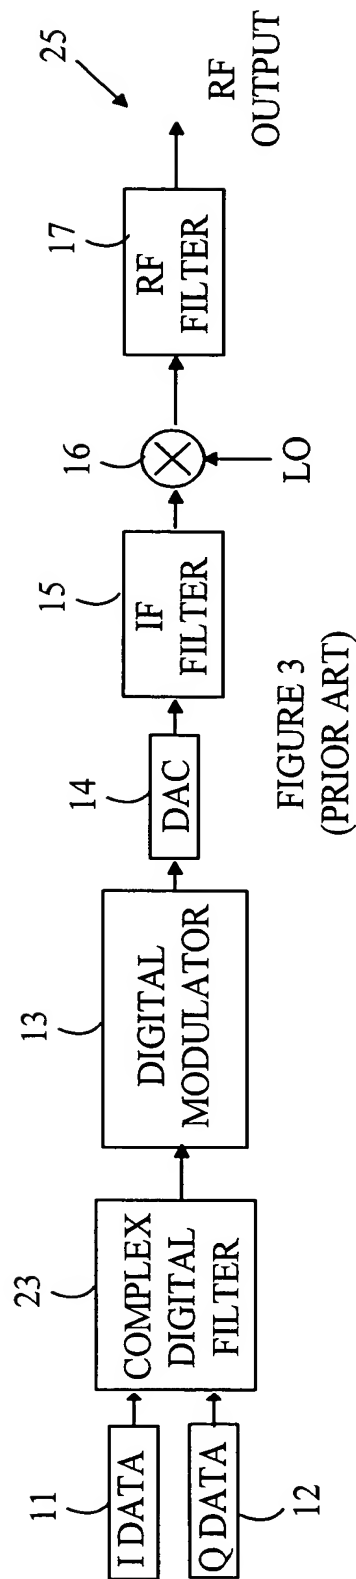 11
I DATA
Q DATA
12
23
COMPLEX
DIGITAL
FILTER
13
DIGITAL
MODULATOR
14
DAC
15
IF
FILTER
16
LO
17
RF
FILTER
25
RF
OUTPUT
FIGURE 3
(PRIOR ART)